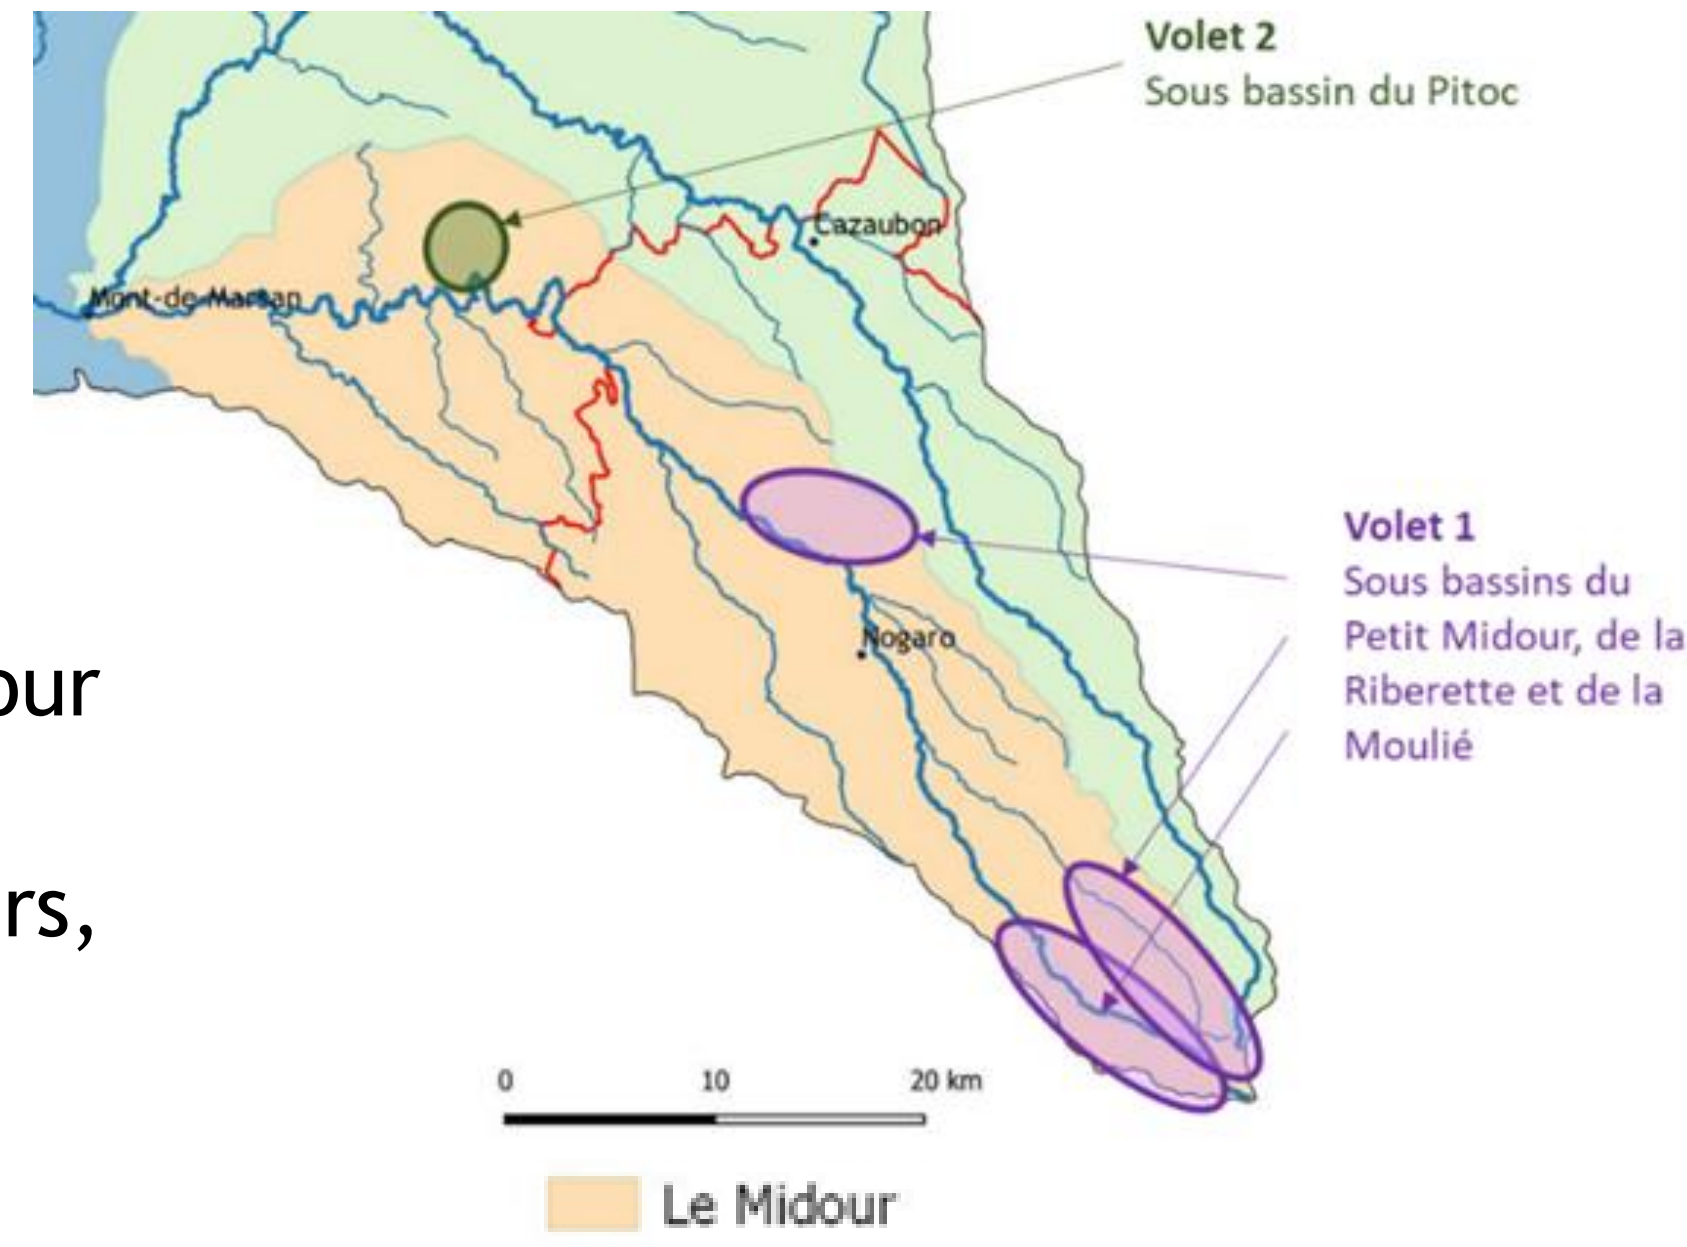 Volet 2
Sous bassin du Pitoc
Cazaubon
Mont-de-Marsan
Volet 1
Sous bassins du
Petit Midour, de la
Riberette et de la
Moulié
Nogaro
our
rs,
0 10 20 km
Le Midour